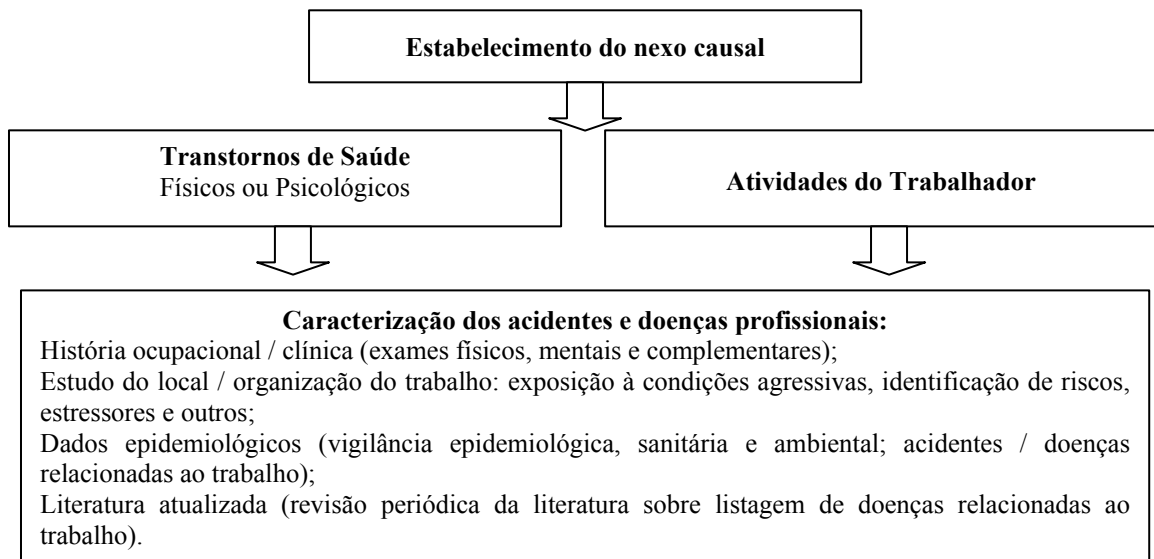 Estabelecimento do nexo causal
Transtornos de Saúde
Físicos ou Psicológicos
Atividades do Trabalhador
Caracterização dos acidentes e doenças profissionais:
História ocupacional / clínica (exames físicos, mentais e complementares);
Estudo do local / organização do trabalho: exposição à condições agressivas, identificação de riscos,
estressores e outros;
Dados epidemiológicos (vigilância epidemiológica, sanitária e ambiental; acidentes / doenças
relacionadas ao trabalho);
Literatura atualizada (revisão periódica da literatura sobre listagem de doenças relacionadas ao
trabalho).